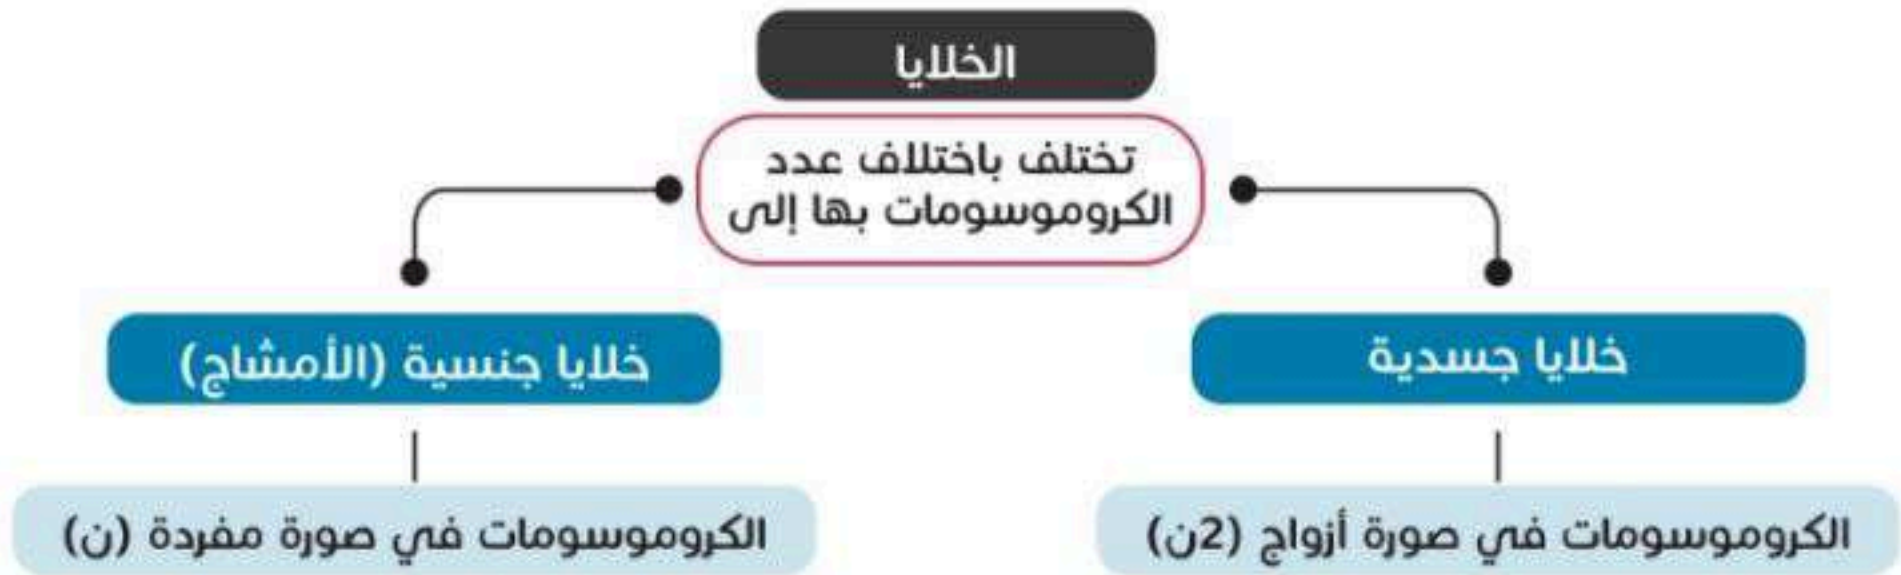 الخلايا
تختلف باختلاف عدد
الكروموسومات بها إلى
خلايا جسدية
خلايا جنسية (الأمشاج)
الكروموسومات في صورة أزواج (2ن)
الكروموسومات في صورة مفردة (ن)